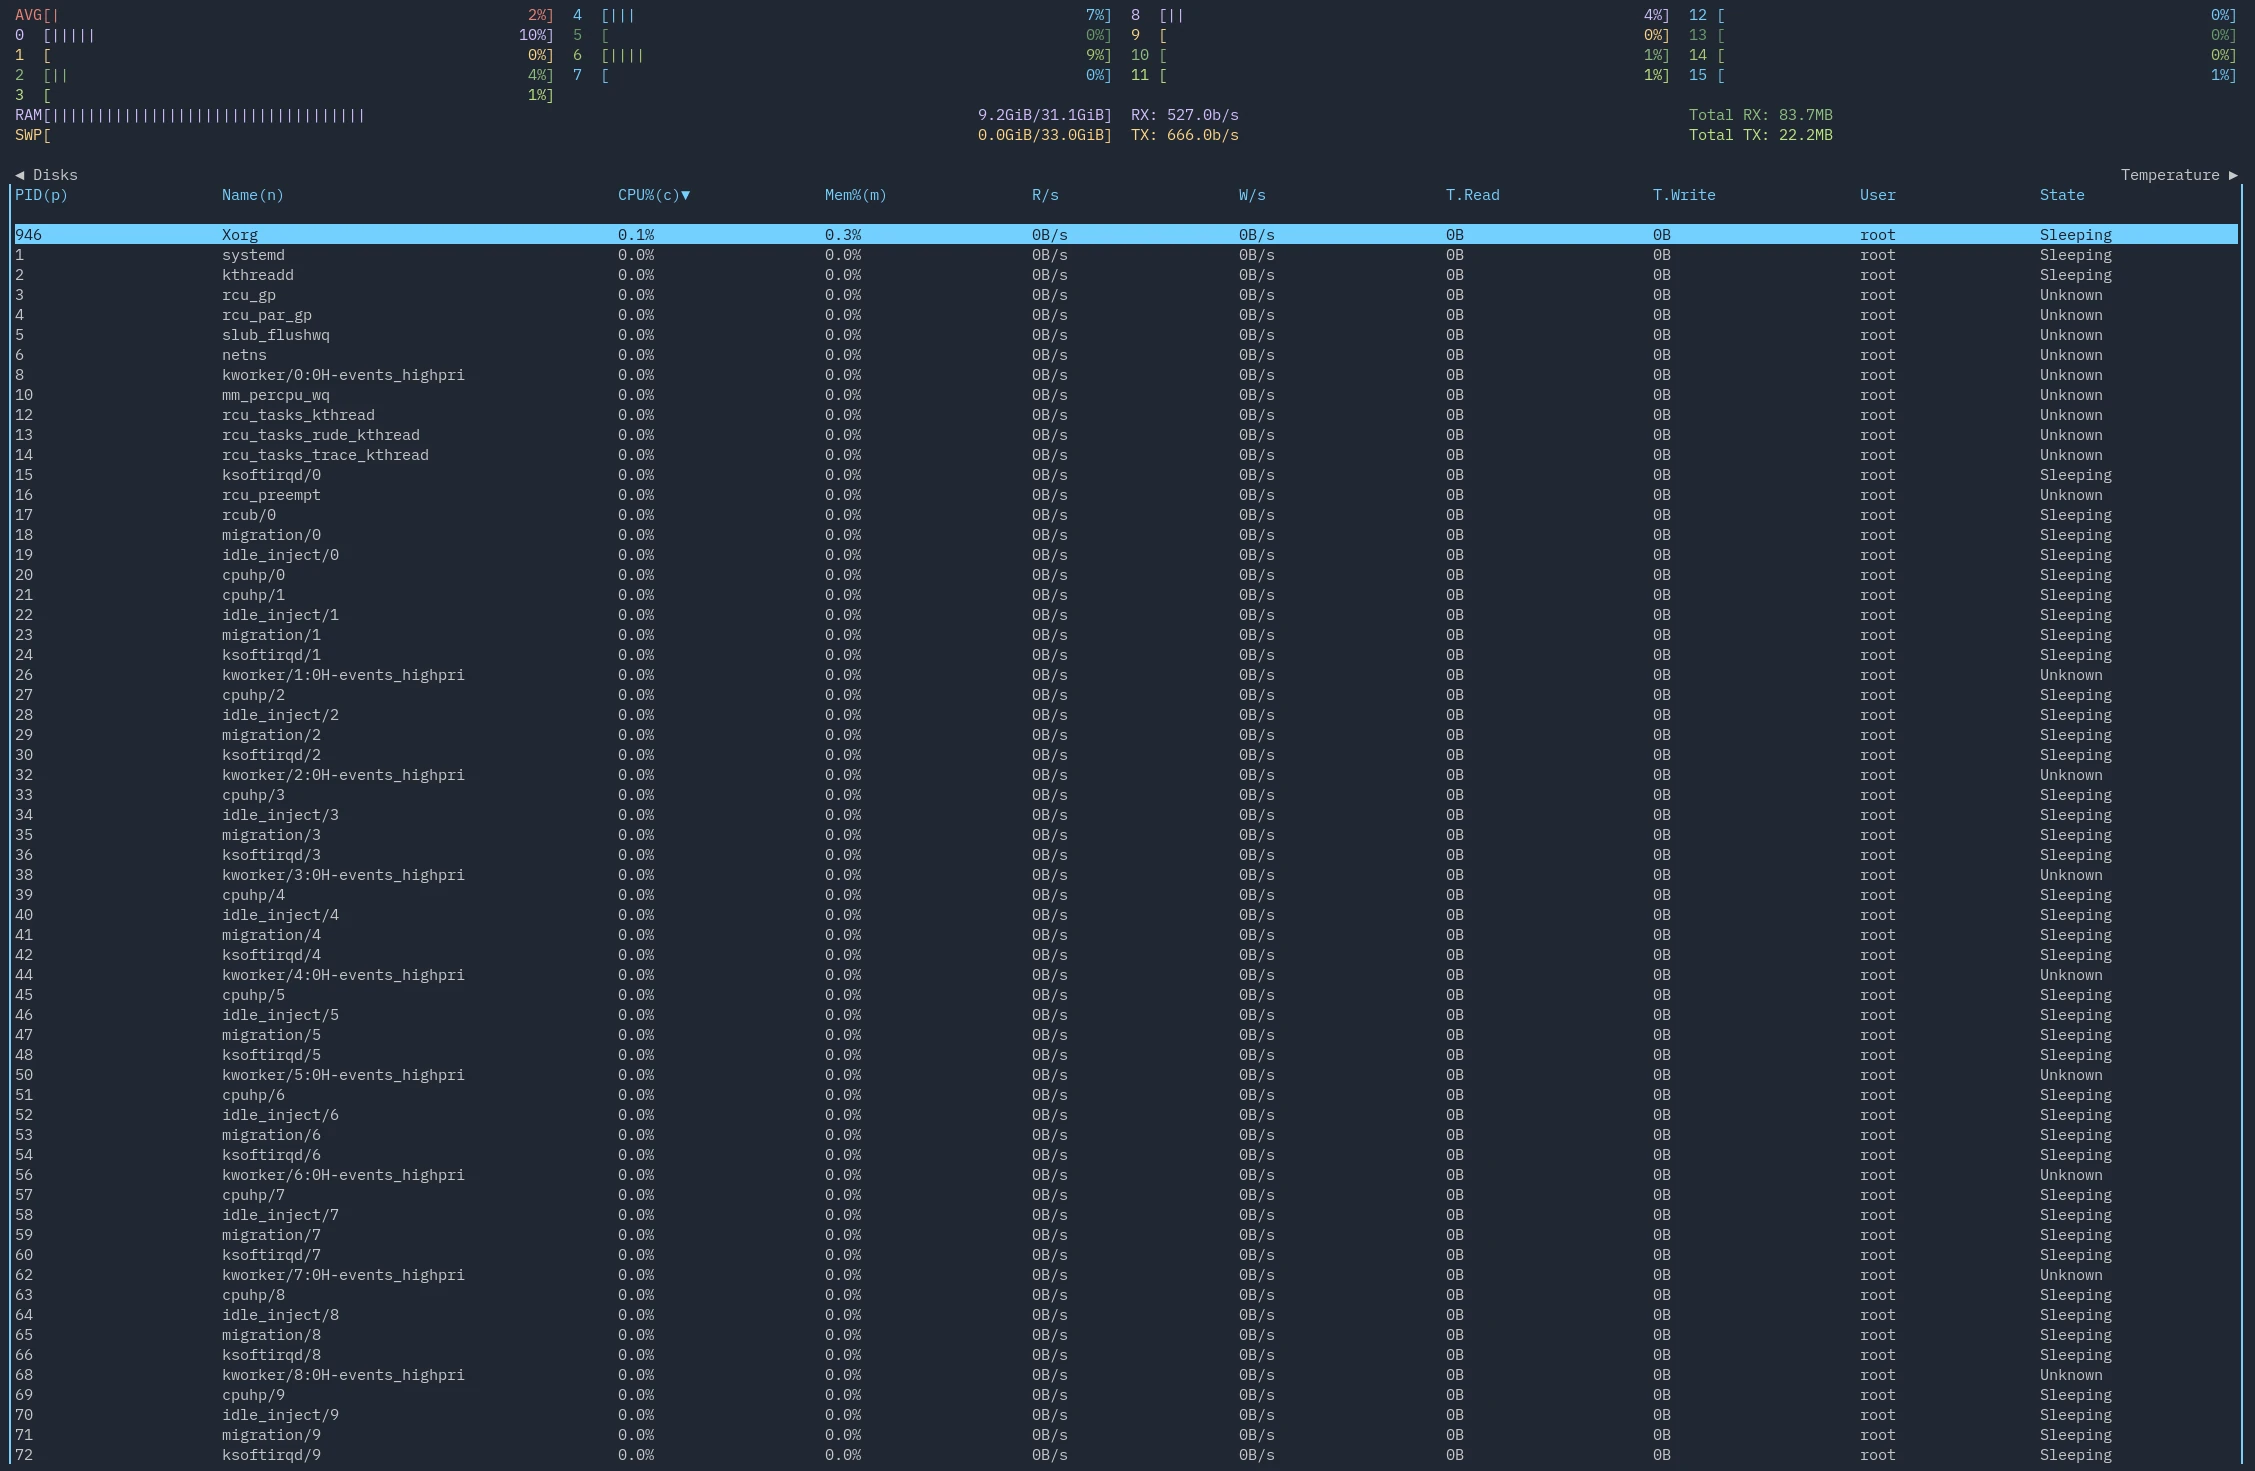 AVG[| 2%] 4 [||| 7%] 8 [|| 4%] 12 [ 0%]
0 [||||| 10%] 5 [ 0%] 9 [ 0%] 13 [ 0%]
1 [ 0%] 6 [|||| 9%] 10 [ 1%] 14 [ 0%]
2 [|| 4%] 7 [ 0%] 11 [ 1%] 15 [ 1%]
3 [ 1%]
RAM[||||||||||||||||||||||||||||||||||| 9.2GiB/31.1GiB] RX: 527.0b/s Total RX: 83.7MB
SWP[ 0.0GiB/33.0GiB] TX: 666.0b/s Total TX: 22.2MB
◄ Disks Temperature ►
PID(p) Name(n) CPU%(c)▼ Mem%(m) R/s W/s T.Read T.Write User State
946 Xorg 0.1% 0.3% 0B/s 0B/s 0B 0B root Sleeping
1 systemd 0.0% 0.0% 0B/s 0B/s 0B 0B root Sleeping
2 kthreadd 0.0% 0.0% 0B/s 0B/s 0B 0B root Sleeping
3 rcu_gp 0.0% 0.0% 0B/s 0B/s 0B 0B root Unknown
4 rcu_par_gp 0.0% 0.0% 0B/s 0B/s 0B 0B root Unknown
5 slub_flushwq 0.0% 0.0% 0B/s 0B/s 0B 0B root Unknown
6 netns 0.0% 0.0% 0B/s 0B/s 0B 0B root Unknown
8 kworker/0:0H-events_highpri 0.0% 0.0% 0B/s 0B/s 0B 0B root Unknown
10 mm_percpu_wq 0.0% 0.0% 0B/s 0B/s 0B 0B root Unknown
12 rcu_tasks_kthread 0.0% 0.0% 0B/s 0B/s 0B 0B root Unknown
13 rcu_tasks_rude_kthread 0.0% 0.0% 0B/s 0B/s 0B 0B root Unknown
14 rcu_tasks_trace_kthread 0.0% 0.0% 0B/s 0B/s 0B 0B root Unknown
15 ksoftirqd/0 0.0% 0.0% 0B/s 0B/s 0B 0B root Sleeping
16 rcu_preempt 0.0% 0.0% 0B/s 0B/s 0B 0B root Unknown
17 rcub/0 0.0% 0.0% 0B/s 0B/s 0B 0B root Sleeping
18 migration/0 0.0% 0.0% 0B/s 0B/s 0B 0B root Sleeping
19 idle_inject/0 0.0% 0.0% 0B/s 0B/s 0B 0B root Sleeping
20 cpuhp/0 0.0% 0.0% 0B/s 0B/s 0B 0B root Sleeping
21 cpuhp/1 0.0% 0.0% 0B/s 0B/s 0B 0B root Sleeping
22 idle_inject/1 0.0% 0.0% 0B/s 0B/s 0B 0B root Sleeping
23 migration/1 0.0% 0.0% 0B/s 0B/s 0B 0B root Sleeping
24 ksoftirqd/1 0.0% 0.0% 0B/s 0B/s 0B 0B root Sleeping
26 kworker/1:0H-events_highpri 0.0% 0.0% 0B/s 0B/s 0B 0B root Unknown
27 cpuhp/2 0.0% 0.0% 0B/s 0B/s 0B 0B root Sleeping
28 idle_inject/2 0.0% 0.0% 0B/s 0B/s 0B 0B root Sleeping
29 migration/2 0.0% 0.0% 0B/s 0B/s 0B 0B root Sleeping
30 ksoftirqd/2 0.0% 0.0% 0B/s 0B/s 0B 0B root Sleeping
32 kworker/2:0H-events_highpri 0.0% 0.0% 0B/s 0B/s 0B 0B root Unknown
33 cpuhp/3 0.0% 0.0% 0B/s 0B/s 0B 0B root Sleeping
34 idle_inject/3 0.0% 0.0% 0B/s 0B/s 0B 0B root Sleeping
35 migration/3 0.0% 0.0% 0B/s 0B/s 0B 0B root Sleeping
36 ksoftirqd/3 0.0% 0.0% 0B/s 0B/s 0B 0B root Sleeping
38 kworker/3:0H-events_highpri 0.0% 0.0% 0B/s 0B/s 0B 0B root Unknown
39 cpuhp/4 0.0% 0.0% 0B/s 0B/s 0B 0B root Sleeping
40 idle_inject/4 0.0% 0.0% 0B/s 0B/s 0B 0B root Sleeping
41 migration/4 0.0% 0.0% 0B/s 0B/s 0B 0B root Sleeping
42 ksoftirqd/4 0.0% 0.0% 0B/s 0B/s 0B 0B root Sleeping
44 kworker/4:0H-events_highpri 0.0% 0.0% 0B/s 0B/s 0B 0B root Unknown
45 cpuhp/5 0.0% 0.0% 0B/s 0B/s 0B 0B root Sleeping
46 idle_inject/5 0.0% 0.0% 0B/s 0B/s 0B 0B root Sleeping
47 migration/5 0.0% 0.0% 0B/s 0B/s 0B 0B root Sleeping
48 ksoftirqd/5 0.0% 0.0% 0B/s 0B/s 0B 0B root Sleeping
50 kworker/5:0H-events_highpri 0.0% 0.0% 0B/s 0B/s 0B 0B root Unknown
51 cpuhp/6 0.0% 0.0% 0B/s 0B/s 0B 0B root Sleeping
52 idle_inject/6 0.0% 0.0% 0B/s 0B/s 0B 0B root Sleeping
53 migration/6 0.0% 0.0% 0B/s 0B/s 0B 0B root Sleeping
54 ksoftirqd/6 0.0% 0.0% 0B/s 0B/s 0B 0B root Sleeping
56 kworker/6:0H-events_highpri 0.0% 0.0% 0B/s 0B/s 0B 0B root Unknown
57 cpuhp/7 0.0% 0.0% 0B/s 0B/s 0B 0B root Sleeping
58 idle_inject/7 0.0% 0.0% 0B/s 0B/s 0B 0B root Sleeping
59 migration/7 0.0% 0.0% 0B/s 0B/s 0B 0B root Sleeping
60 ksoftirqd/7 0.0% 0.0% 0B/s 0B/s 0B 0B root Sleeping
62 kworker/7:0H-events_highpri 0.0% 0.0% 0B/s 0B/s 0B 0B root Unknown
63 cpuhp/8 0.0% 0.0% 0B/s 0B/s 0B 0B root Sleeping
64 idle_inject/8 0.0% 0.0% 0B/s 0B/s 0B 0B root Sleeping
65 migration/8 0.0% 0.0% 0B/s 0B/s 0B 0B root Sleeping
66 ksoftirqd/8 0.0% 0.0% 0B/s 0B/s 0B 0B root Sleeping
68 kworker/8:0H-events_highpri 0.0% 0.0% 0B/s 0B/s 0B 0B root Unknown
69 cpuhp/9 0.0% 0.0% 0B/s 0B/s 0B 0B root Sleeping
70 idle_inject/9 0.0% 0.0% 0B/s 0B/s 0B 0B root Sleeping
71 migration/9 0.0% 0.0% 0B/s 0B/s 0B 0B root Sleeping
72 ksoftirqd/9 0.0% 0.0% 0B/s 0B/s 0B 0B root Sleeping